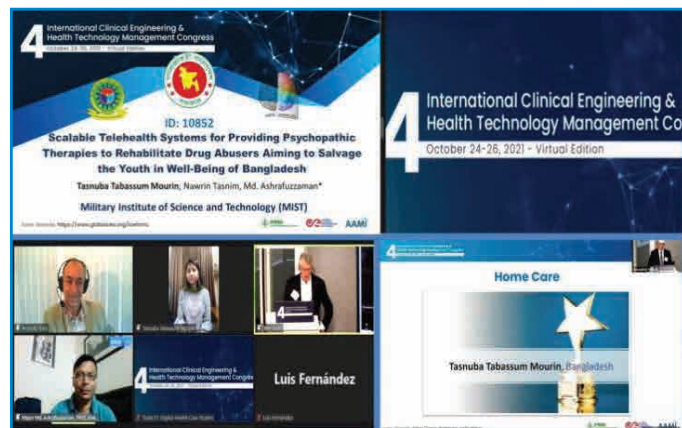 4
International Clinical Engineering &
Health Technology Management Congress
October 24-26, 2021 - Virtual Edition
ID: 10852
Scalable Telehealth Systems for Providing Psychopathic
Therapies to Rehabilitate Drug Abusers Aiming to Salvage
the Youth in Well-Being of Bangladesh
Tasnuba Tabassum Mourin, Nawrin Tasnim, Md. Ashrafuzzaman*
Military Institute of Science and Technology (MIST)
AAMI
4
International Clinical Engineering &
Health Technology Management Co
October 24-26, 2021 - Virtual Edition
4
International Clinical Engineering &
Health Technology Management Congress
Luis Fernández
Luis Fernández
4
Home Care
Tasnuba Tabassum Mourin, Bangladesh
AAMI